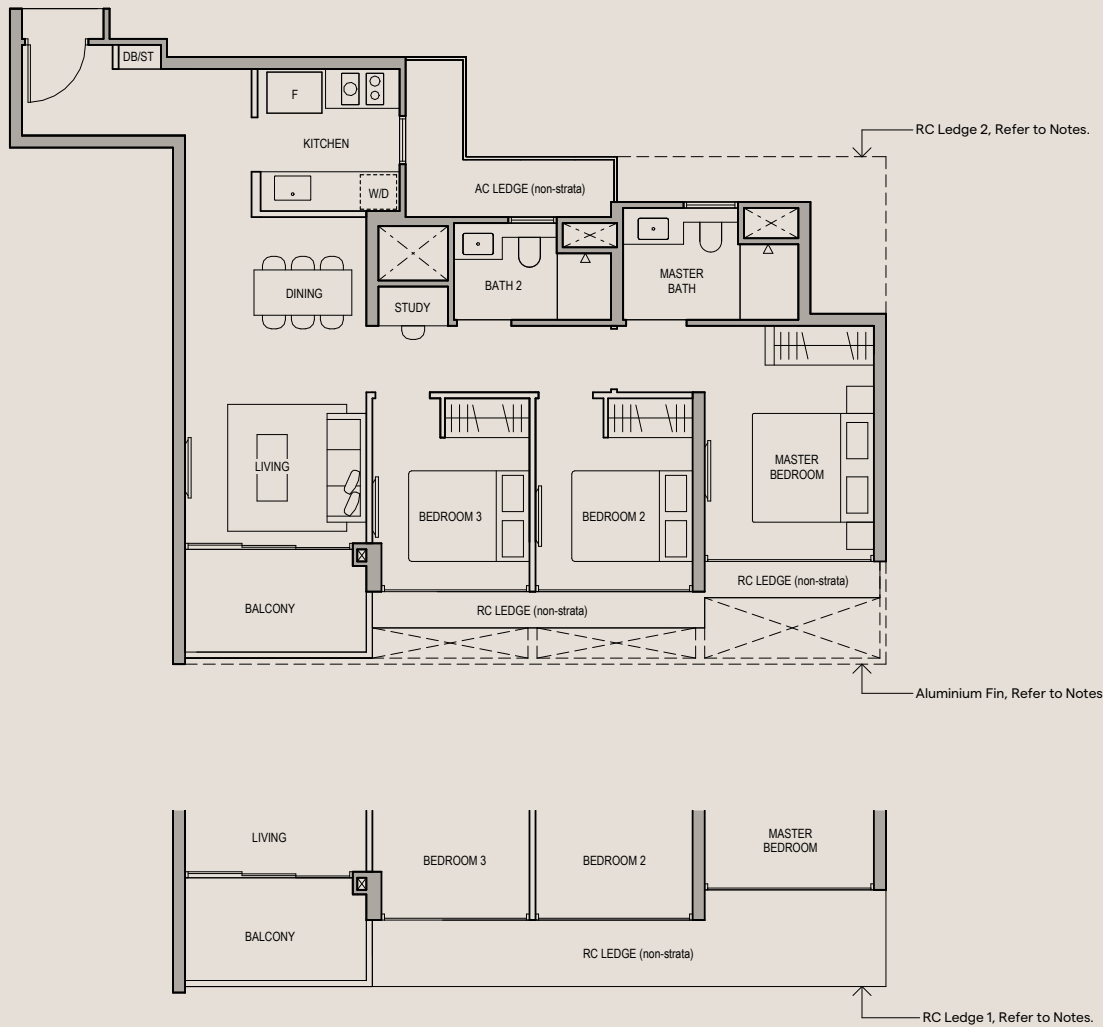 DB/ST
F
KITCHEN
RC Ledge 2, Refer to Notes.
W/D
AC LEDGE (non-strata)
DINING
STUDY
BATH 2
MASTER
BATH
LIVING
BEDROOM 3
BEDROOM 2
MASTER
BEDROOM
BALCONY
RC LEDGE (non-strata)
RC LEDGE (non-strata)
Aluminium Fin, Refer to Notes
LIVING
BEDROOM 3
BEDROOM 2
MASTER
BEDROOM
BALCONY
RC LEDGE (non-strata)
RC Ledge 1, Refer to Notes.